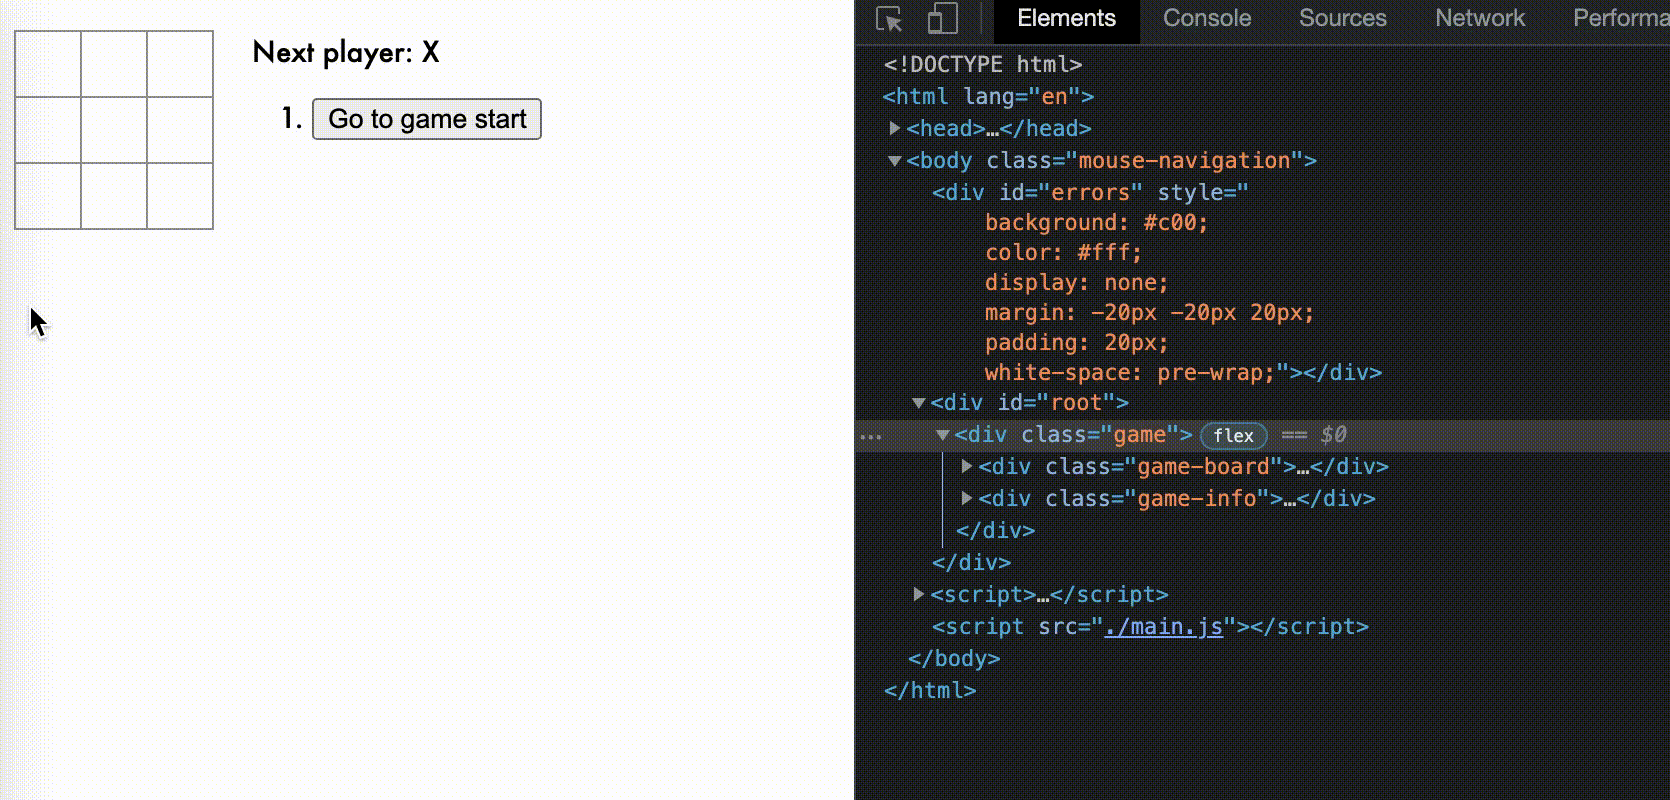 Next player: X
1. Go to game start
Elements Console Sources Network Performa
<!DOCTYPE html>
<html lang="en">
<head>…</head>
<body class="mouse-navigation">
<div id="errors" style="
background: #c00;
color: #fff;
display: none;
margin: -20px -20px 20px;
padding: 20px;
white-space: pre-wrap;"></div>
<div id="root">
… <div class="game"> flex == $0
<div class="game-board">…</div>
<div class="game-info">…</div>
</div>
</div>
<script>…</script>
<script src="./main.js"></script>
</body>
</html>